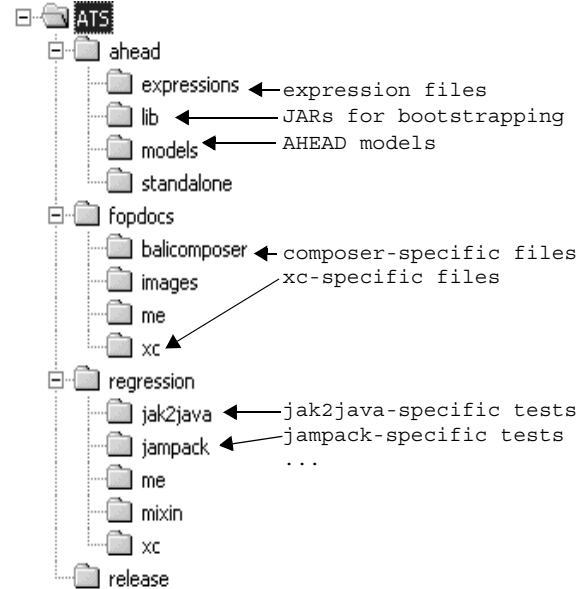 ATS
ahead
expressions expression files
lib JARs for bootstrapping
models AHEAD models
standalone
fopdocs
balicomposer composer-specific files
images xc-specific files
me
xc
regression
jak2java jak2java-specific tests
jampack jampack-specific tests
...
me
mixin
xc
release